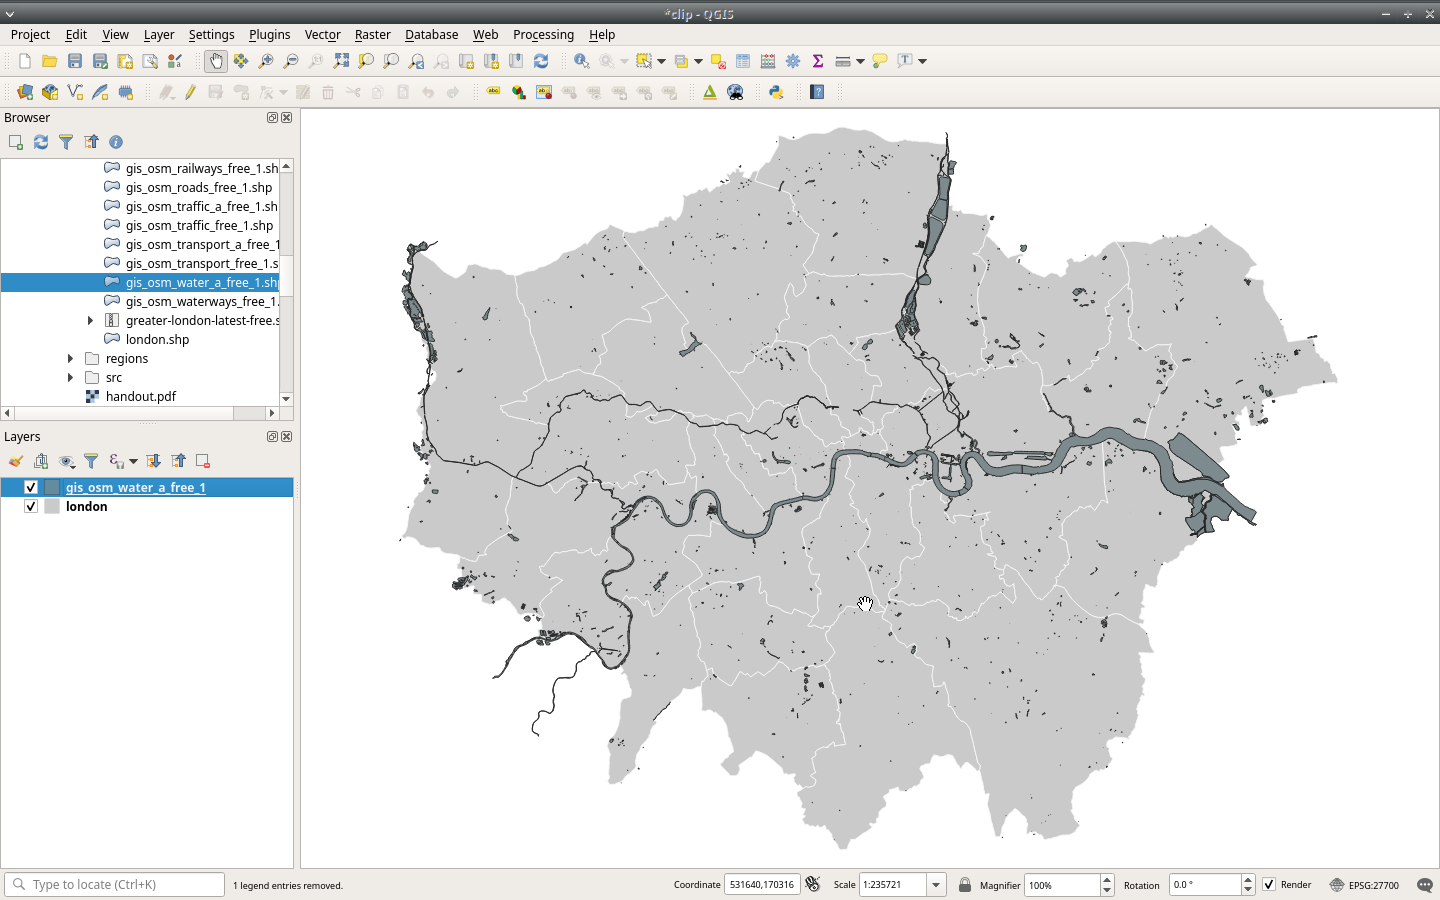 *clip - QGIS
Project Edit View Layer Settings Plugins Vector Raster Database Web Processing Help
Browser
gis_osm_railways_free_1.sh
gis_osm_roads_free_1.shp
gis_osm_traffic_a_free_1.sh
gis_osm_traffic_free_1.shp
gis_osm_transport_a_free_1
gis_osm_transport_free_1.s
gis_osm_water_a_free_1.sh
gis_osm_waterways_free_1.
greater-london-latest-free.s
london.shp
regions
src
handout.pdf
Layers
gis_osm_water_a_free_1
london
Type to locate (Ctrl+K) 1 legend entries removed. Coordinate 531640,170316 Scale 1:235721 Magnifier 100% Rotation 0.0 ° Render EPSG:27700